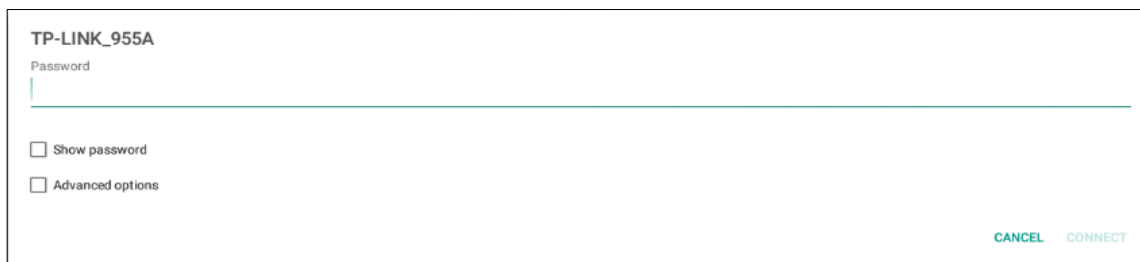 TP-LINK_955A
Password
Show password
Advanced options
CANCEL CONNECT